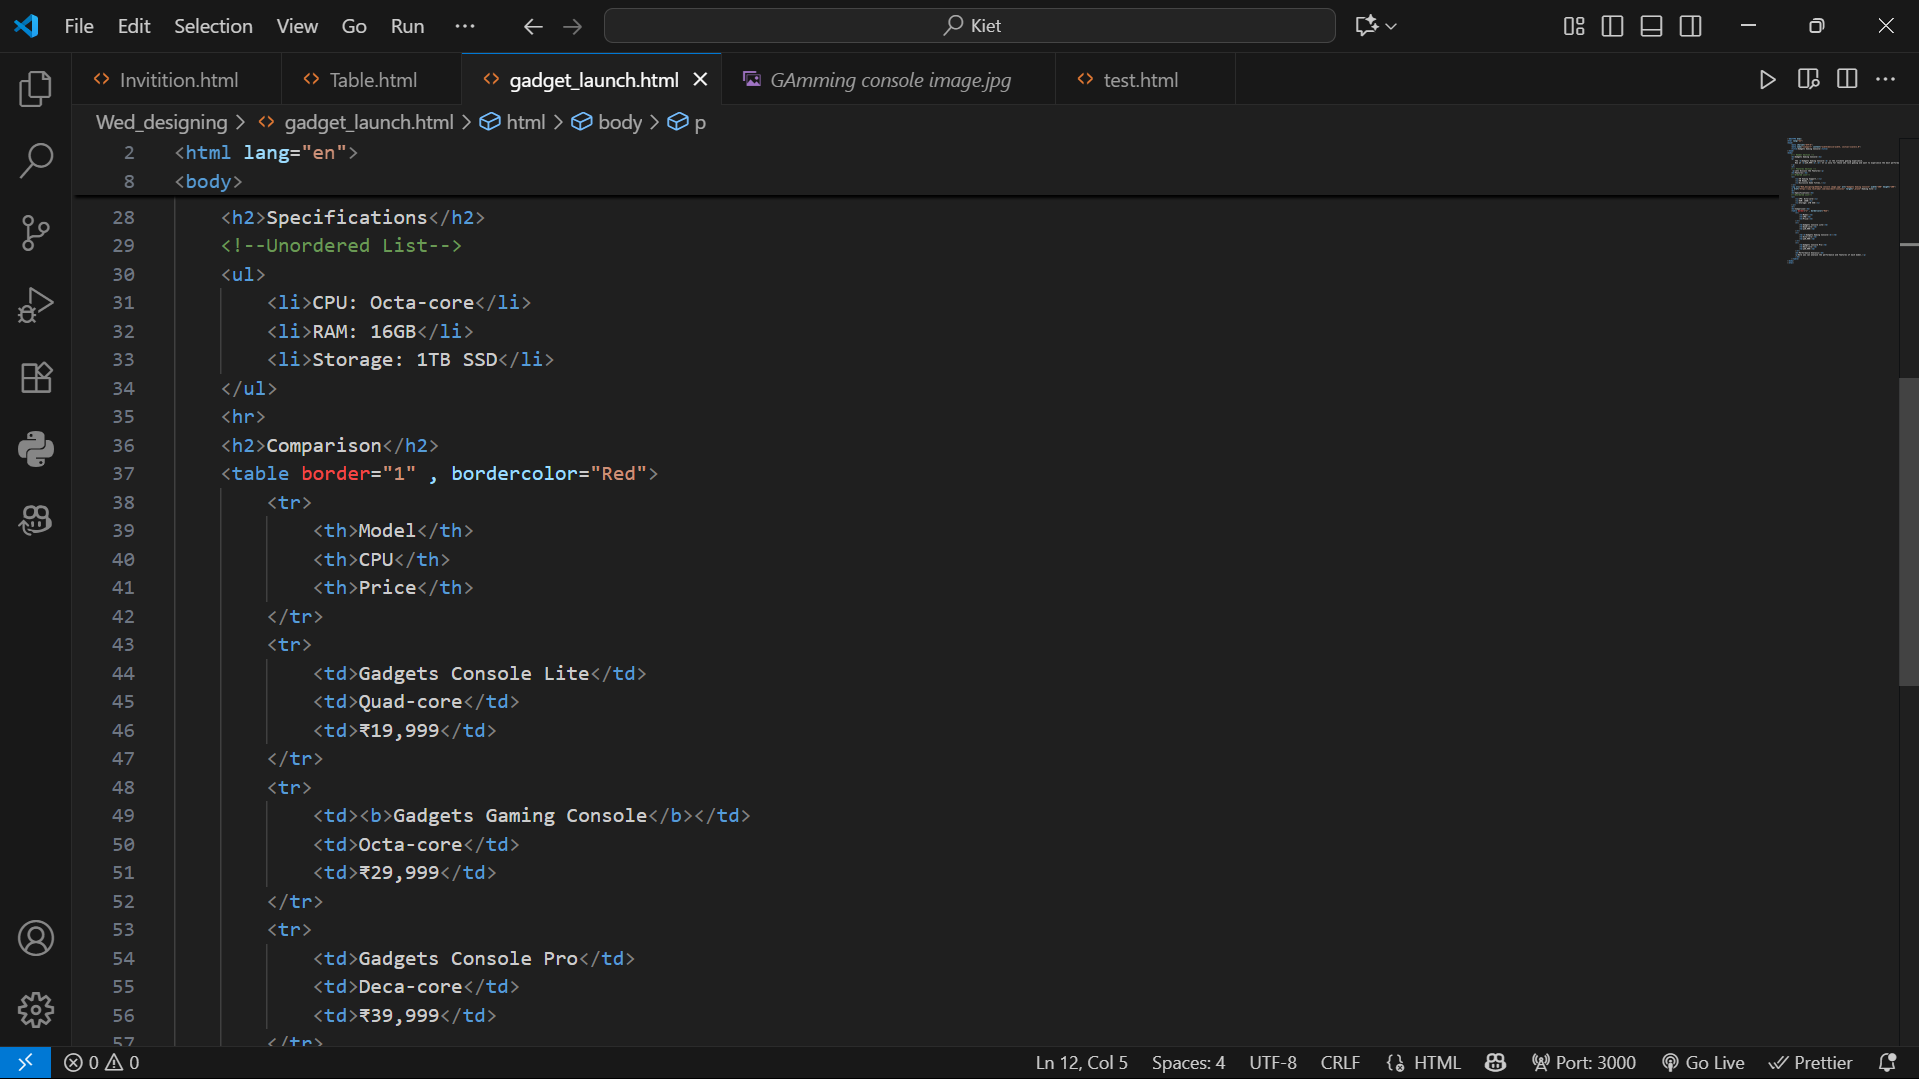 File Edit Selection View Go Run ··· Kiet
Invitition.html Table.html gadget_launch.html GAmming console image.jpg test.html
Wed_designing > gadget_launch.html > html > body > p
2 <html lang="en">
8 <body>
28 <h2>Specifications</h2>
29 <!--Unordered List-->
30 <ul>
31 <li>CPU: Octa-core</li>
32 <li>RAM: 16GB</li>
33 <li>Storage: 1TB SSD</li>
34 </ul>
35 <hr>
36 <h2>Comparison</h2>
37 <table border="1" , bordercolor="Red">
38 <tr>
39 <th>Model</th>
40 <th>CPU</th>
41 <th>Price</th>
42 </tr>
43 <tr>
44 <td>Gadgets Console Lite</td>
45 <td>Quad-core</td>
46 <td>₹19,999</td>
47 </tr>
48 <tr>
49 <td><b>Gadgets Gaming Console</b></td>
50 <td>Octa-core</td>
51 <td>₹29,999</td>
52 </tr>
53 <tr>
54 <td>Gadgets Console Pro</td>
55 <td>Deca-core</td>
56 <td>₹39,999</td>
57 </tr>
0 0 Ln 12, Col 5 Spaces: 4 UTF-8 CRLF HTML Port: 3000 Go Live Prettier